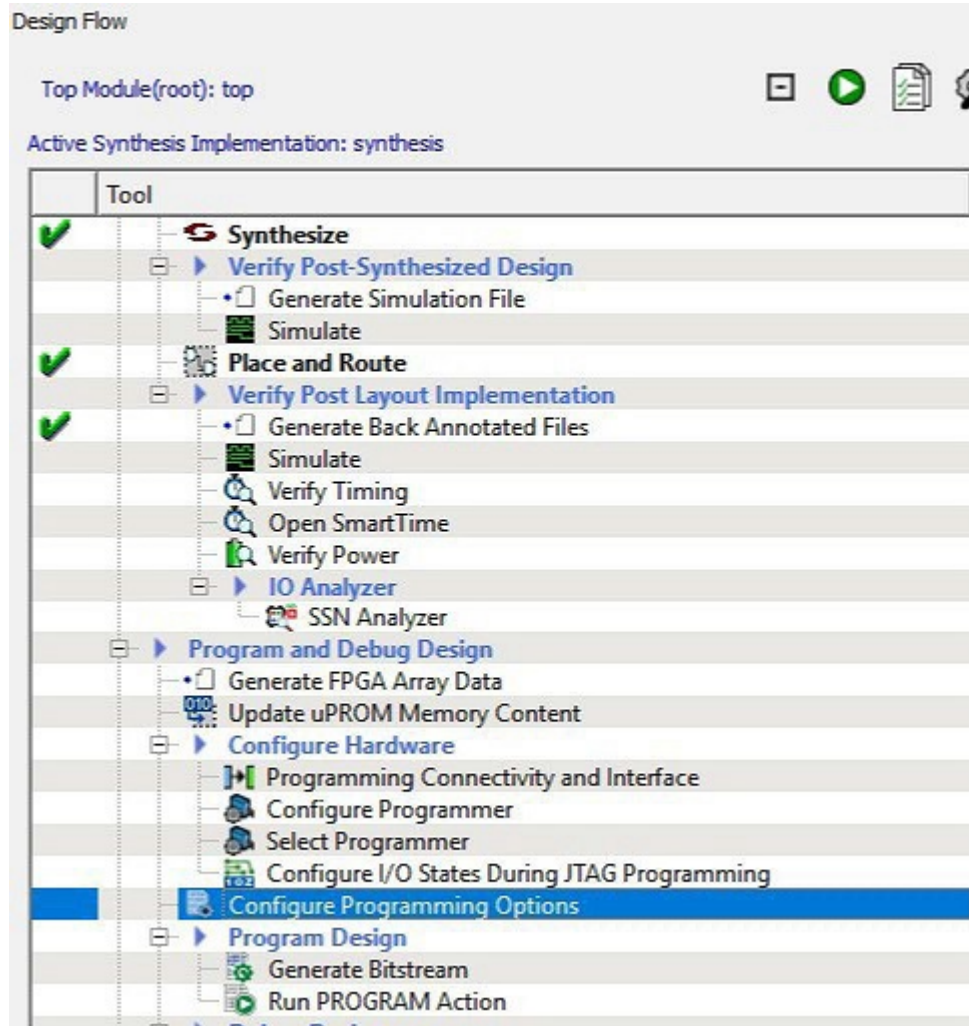 Design Flow
Top Module(root): top
Active Synthesis Implementation: synthesis
Tool
Synthesize
Verify Post-Synthesized Design
Generate Simulation File
Simulate
Place and Route
Verify Post Layout Implementation
Generate Back Annotated Files
Simulate
Verify Timing
Open SmartTime
Verify Power
IO Analyzer
SSN Analyzer
Program and Debug Design
Generate FPGA Array Data
Update uPROM Memory Content
Configure Hardware
Programming Connectivity and Interface
Configure Programmer
Select Programmer
Configure I/O States During JTAG Programming
Configure Programming Options
Program Design
Generate Bitstream
Run PROGRAM Action